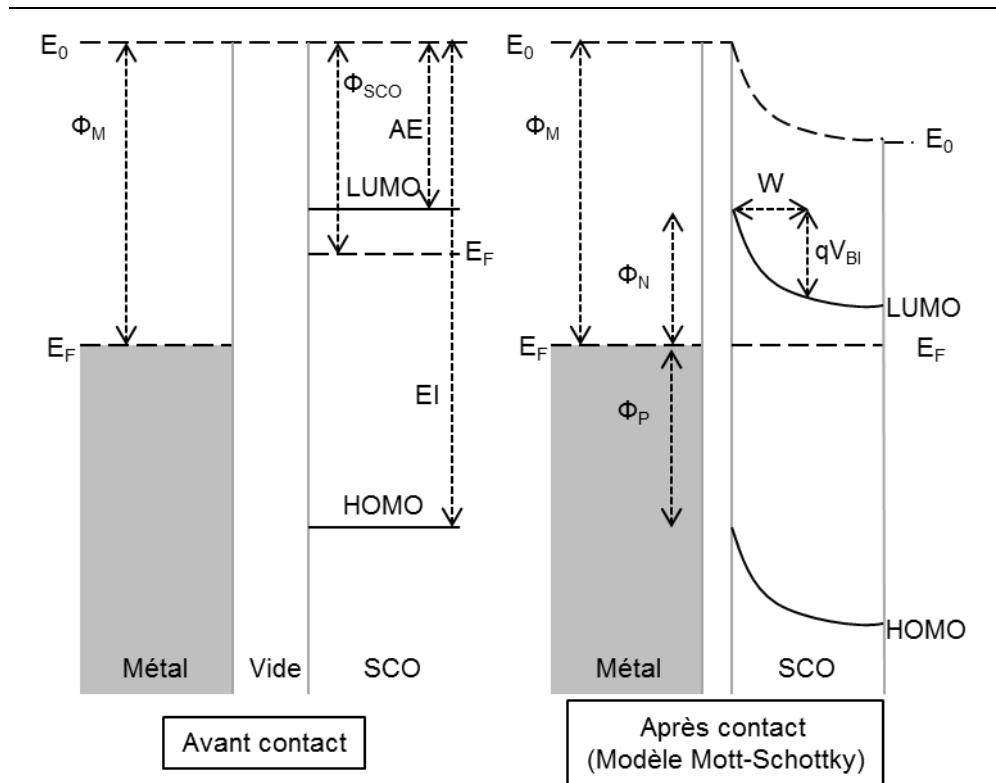 E0
ΦM
ΦSCO
AE
LUMO
EF
EF
EI
HOMO
Métal
Vide
SCO
Avant contact
ΦM
E0
W
qVBI
ΦN
LUMO
EF
EF
ΦP
HOMO
Métal
SCO
Après contact
(Modèle Mott-Schottky)